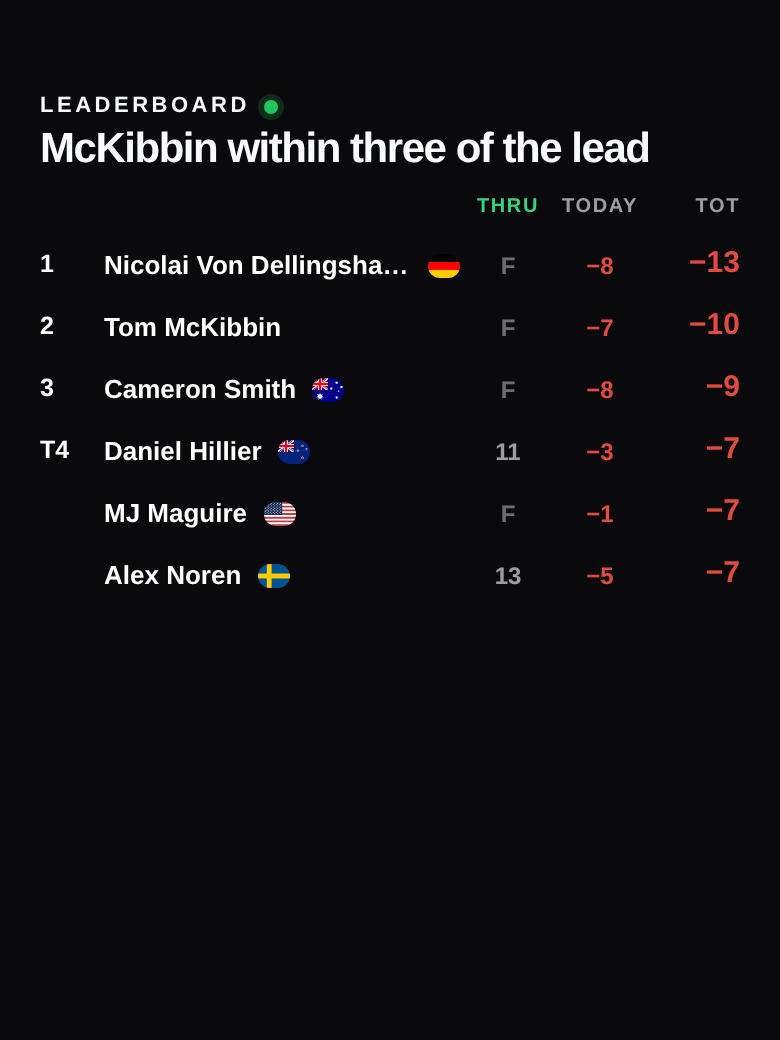 LEADERBOARD
McKibbin within three of the lead
THRU TODAY TOT
1 Nicolai Von Dellingsha... F −8 −13
2 Tom McKibbin F −7 −10
3 Cameron Smith F −8 −9
T4 Daniel Hillier 11 −3 −7
MJ Maguire F −1 −7
Alex Noren 13 −5 −7